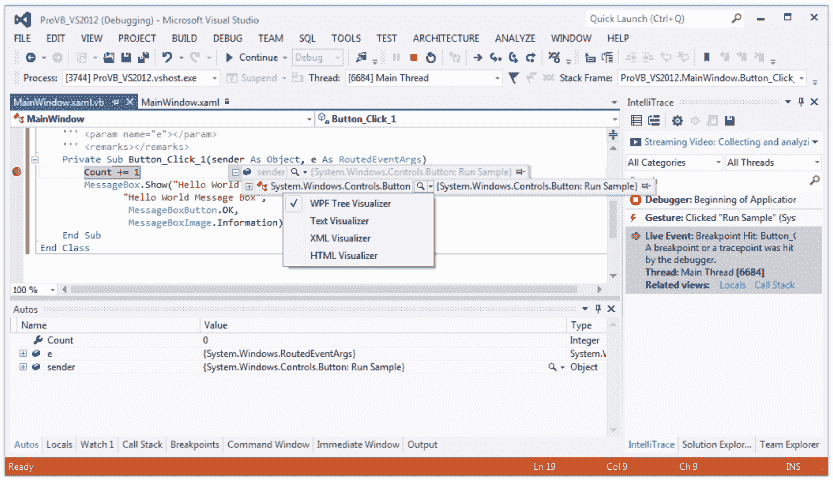 ProVB_VS2012 (Debugging) - Microsoft Visual Studio
Quick Launch (Ctrl+Q)
FILE EDIT VIEW PROJECT BUILD DEBUG TEAM SQL TOOLS TEST ARCHITECTURE ANALYZE WINDOW HELP
Continue Debug
Process: [3744] ProVB_VS2012.vshost.exe Suspend Thread: [6684] Main Thread Stack Frame: ProVB_VS2012.MainWindow.Button_Click_
MainWindow.xaml.vb MainWindow.xaml
MainWindow Button_Click_1
''' <param name="e"></param>
''' <remarks></remarks>
Private Sub Button_Click_1(sender As Object, e As RoutedEventArgs)
Count += 1
sender {System.Windows.Controls.Button: Run Sample}
MessageBox.Show("Hello World
System.Windows.Controls.Button {System.Windows.Controls.Button: Run Sample}
"Hello World Message Box",
MessageBoxButton.OK,
MessageBoxImage.Information)
End Sub
End Class
WPF Tree Visualizer
Text Visualizer
XML Visualizer
HTML Visualizer
100 %
IntelliTrace
Streaming Video: Collecting and analyzi
All Categories All Threads
Debugger: Beginning of Application
Gesture: Clicked "Run Sample" (Sys
Live Event: Breakpoint Hit: Button_C
A breakpoint or a tracepoint was hit
by the debugger.
Thread: Main Thread [6684]
Related views: Locals Call Stack
Autos
Name Value Type
Count 0 Integer
e {System.Windows.RoutedEventArgs} System.W
sender {System.Windows.Controls.Button: Run Sample} Object
Autos Locals Watch 1 Call Stack Breakpoints Command Window Immediate Window Output
IntelliTrace Solution Explor... Team Explorer
Ready Ln 19 Col 9 Ch 9 INS